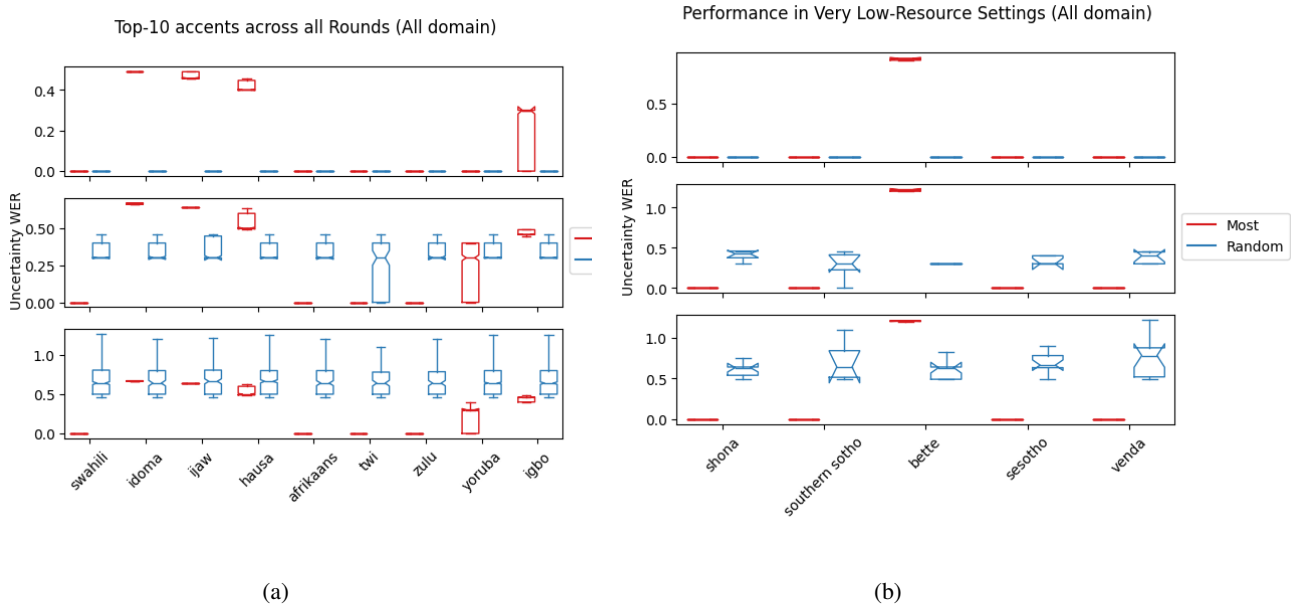 Top-10 accents across all Rounds (All domain)
Uncertainty WER
0.4
0.2
0.0
0.50
0.25
0.00
1.0
0.5
0.0
swahili
idoma
ijaw
hausa
afrikaans
twi
zulu
yoruba
igbo
(a)
Performance in Very Low-Resource Settings (All domain)
Uncertainty WER
0.5
0.0
1.0
0.5
0.0
1.0
0.5
0.0
shona
southern sotho
bette
sesotho
venda
Most
Random
(b)